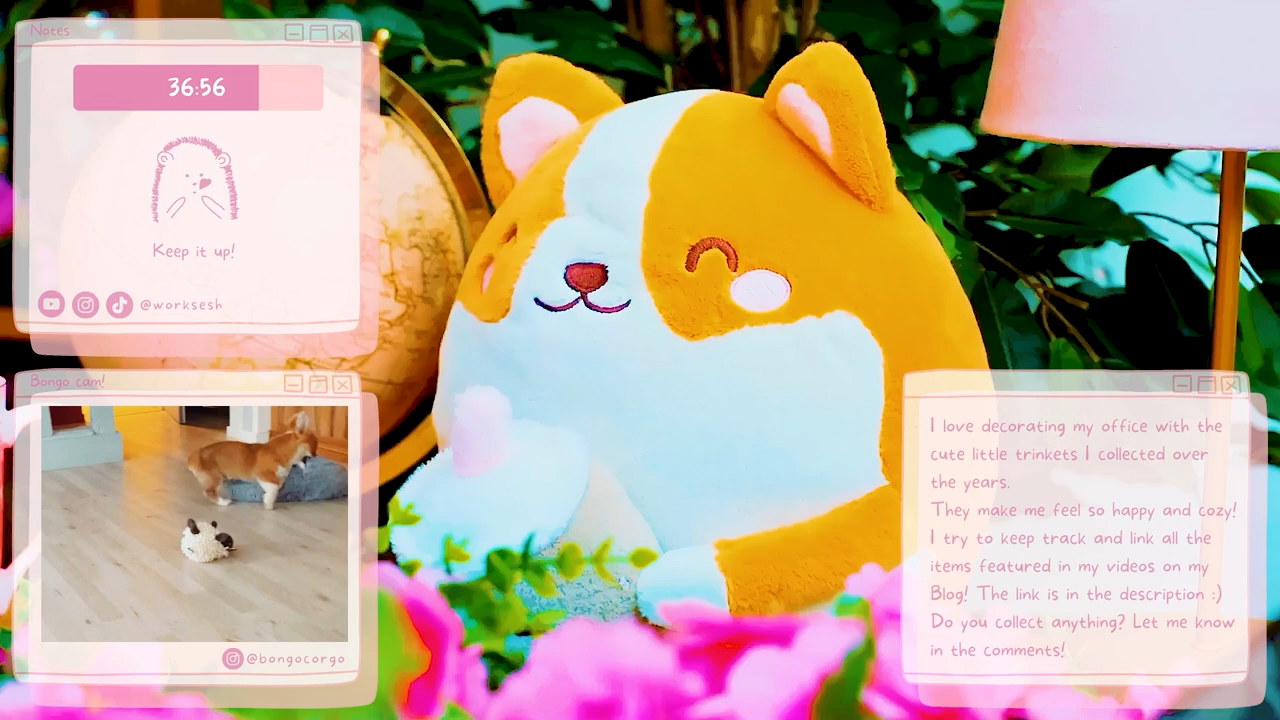 Notes
36:56
Keep it up!
@worksesh
Bongo cam!
@bongocorgo
I love decorating my office with the
cute little trinkets I collected over
the years.
They make me feel so happy and cozy!
I try to keep track and link all the
items featured in my videos on my
Blog! The link is in the description :)
Do you collect anything? Let me know
in the comments!